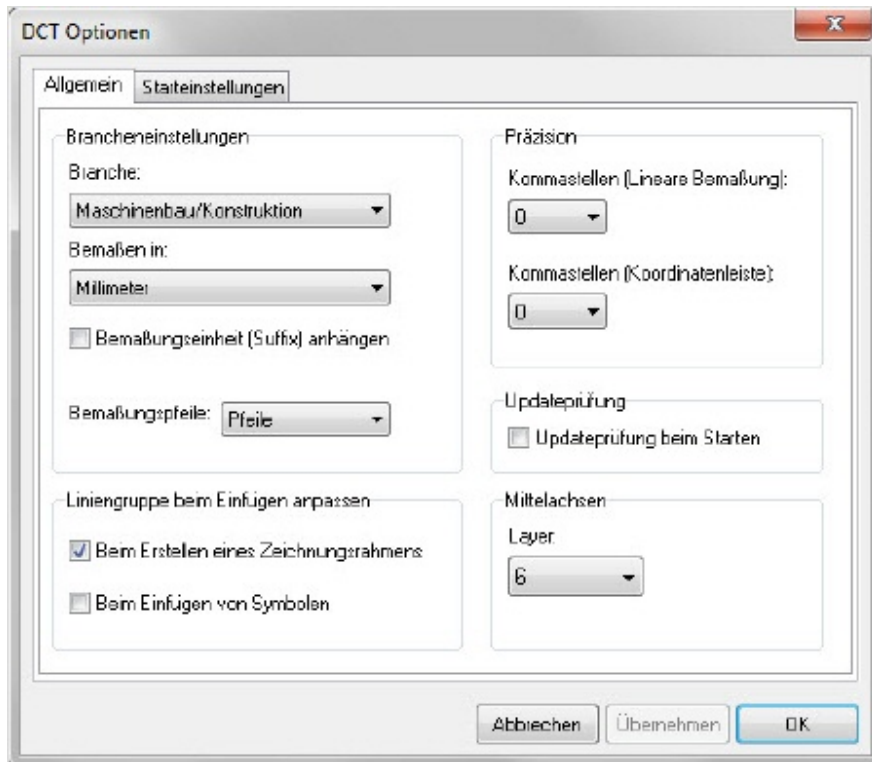 DCT Optionen
Allgemein
Starteinstellungen
Brancheneinstellungen
Branche:
Maschinenbau/Konstruktion
Bemaßen in:
Millimeter
Bemaßungseinheit (Suffix) anhängen
Bemaßungspfeile:
Pfeile
Liniengruppe beim Einfügen anpassen
Beim Erstellen eines Zeichnungsrahmens
Beim Einfügen von Symbolen
Präzision
Kommastellen (Lineare Bemaßung):
0
Kommastellen (Koordinatenleiste):
0
Updateprüfung
Updateprüfung beim Starten
Mittelachsen
Layer
6
Abbrechen
Übernehmen
OK